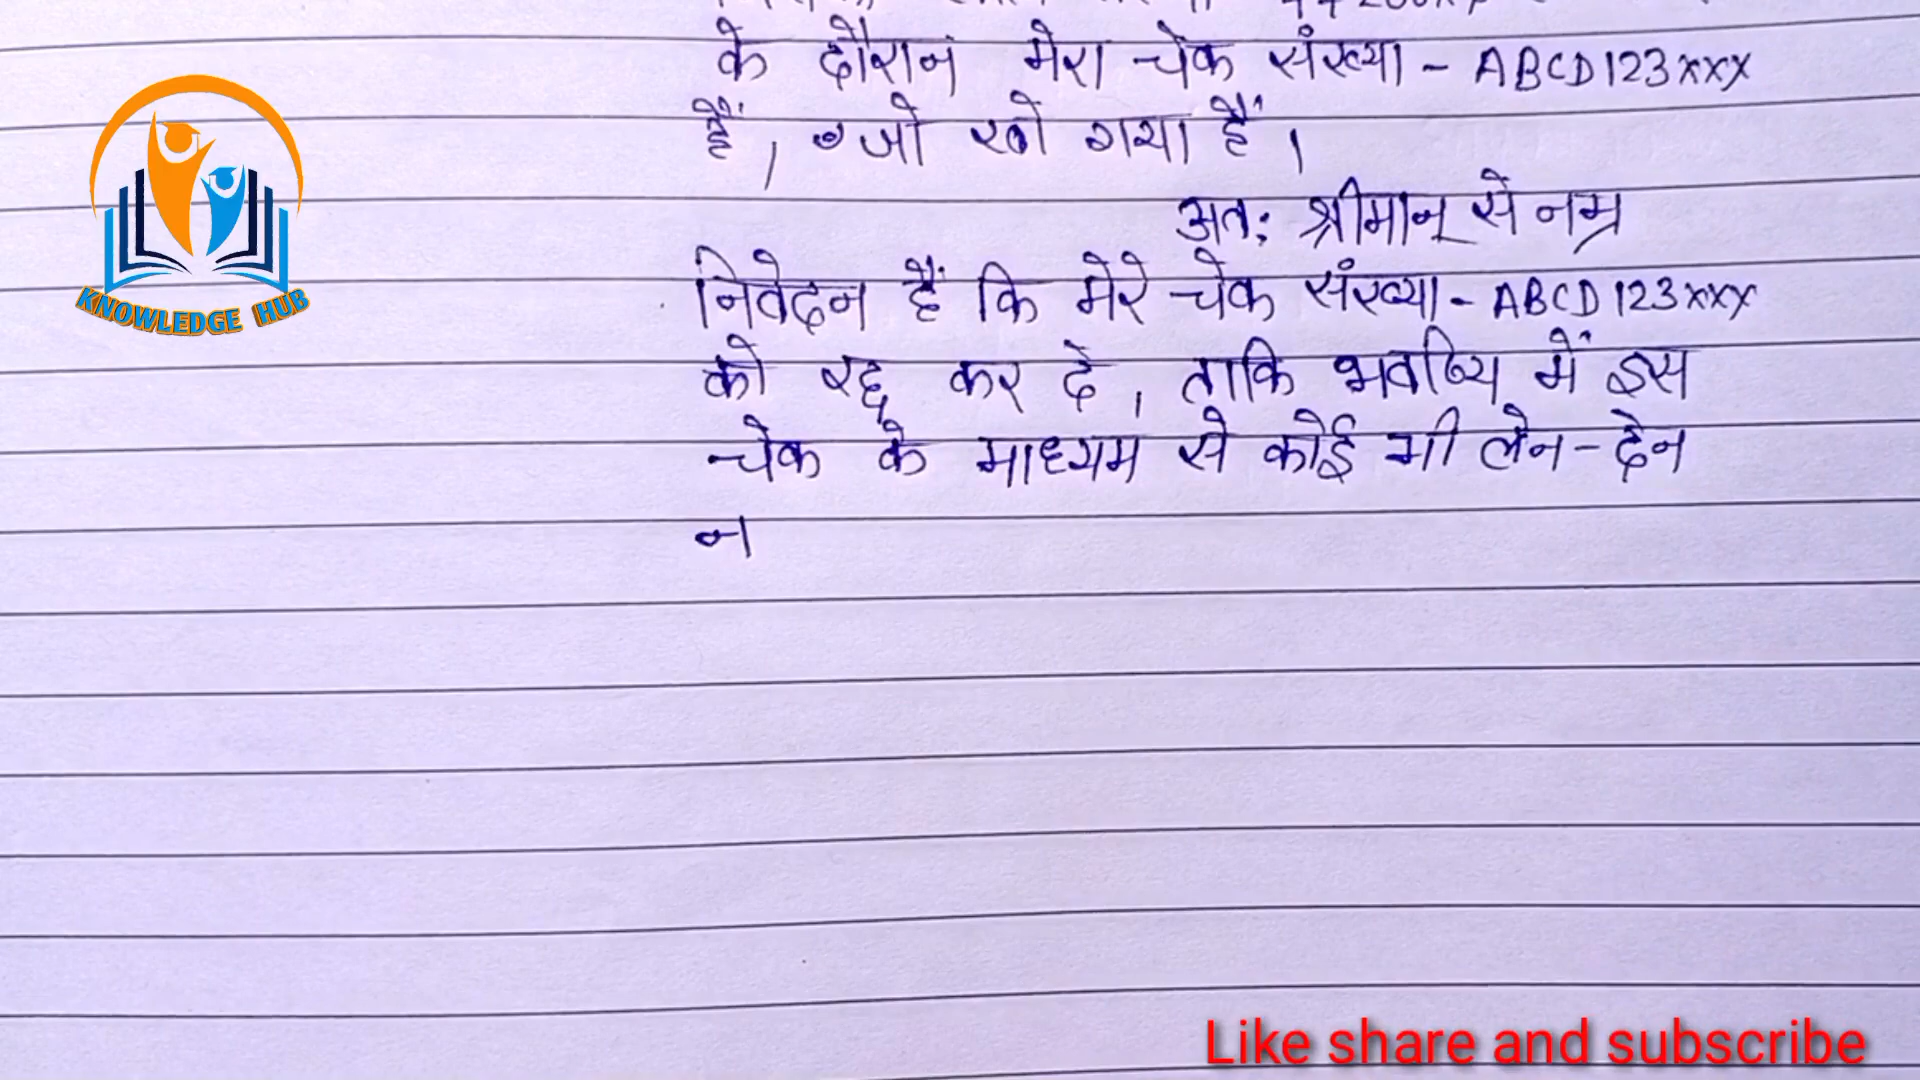 के दौरान मेरा चेक संख्या - ABCD123xxx
हैं, जो खो गया हैं।
अतः श्रीमान् से नम्र
निवेदन हैं कि मेरे चेक संख्या - ABCD123xxx
को रद्द कर दे, ताकि भविष्य में इस
चेक के माध्यम से कोई भी लेन-देन
न
KNOWLEDGE HUB
Like share and subscribe